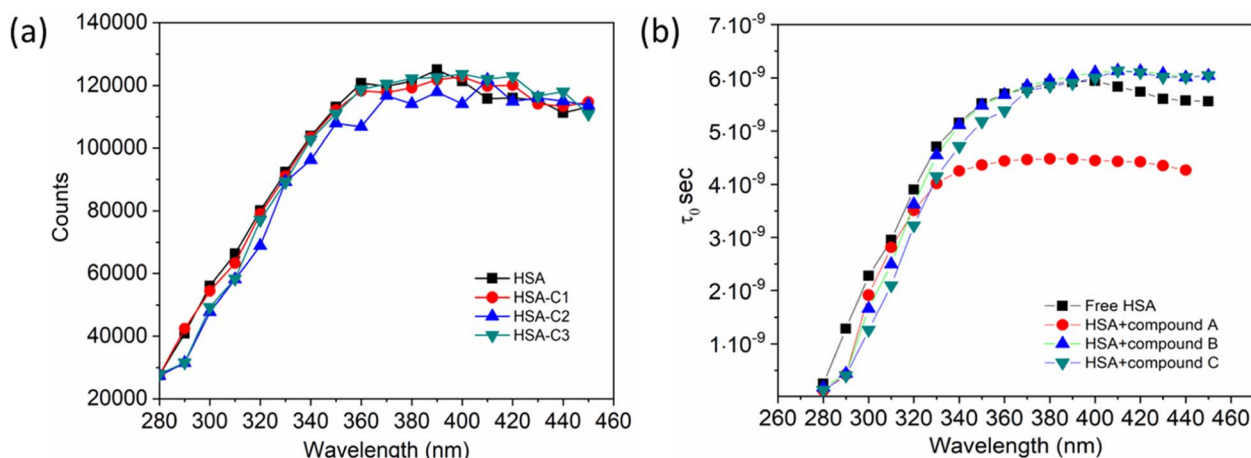 (a)
140000
120000
100000
80000
60000
40000
20000
Counts
HSA
HSA-C1
HSA-C2
HSA-C3
280 300 320 340 360 380 400 420 440 460
Wavelength (nm)
(b)
7·10⁻⁹
6·10⁻⁹
5·10⁻⁹
4·10⁻⁹
3·10⁻⁹
2·10⁻⁹
1·10⁻⁹
τ₀ sec
Free HSA
HSA+compound A
HSA+compound B
HSA+compound C
260 280 300 320 340 360 380 400 420 440 460
Wavelength (nm)